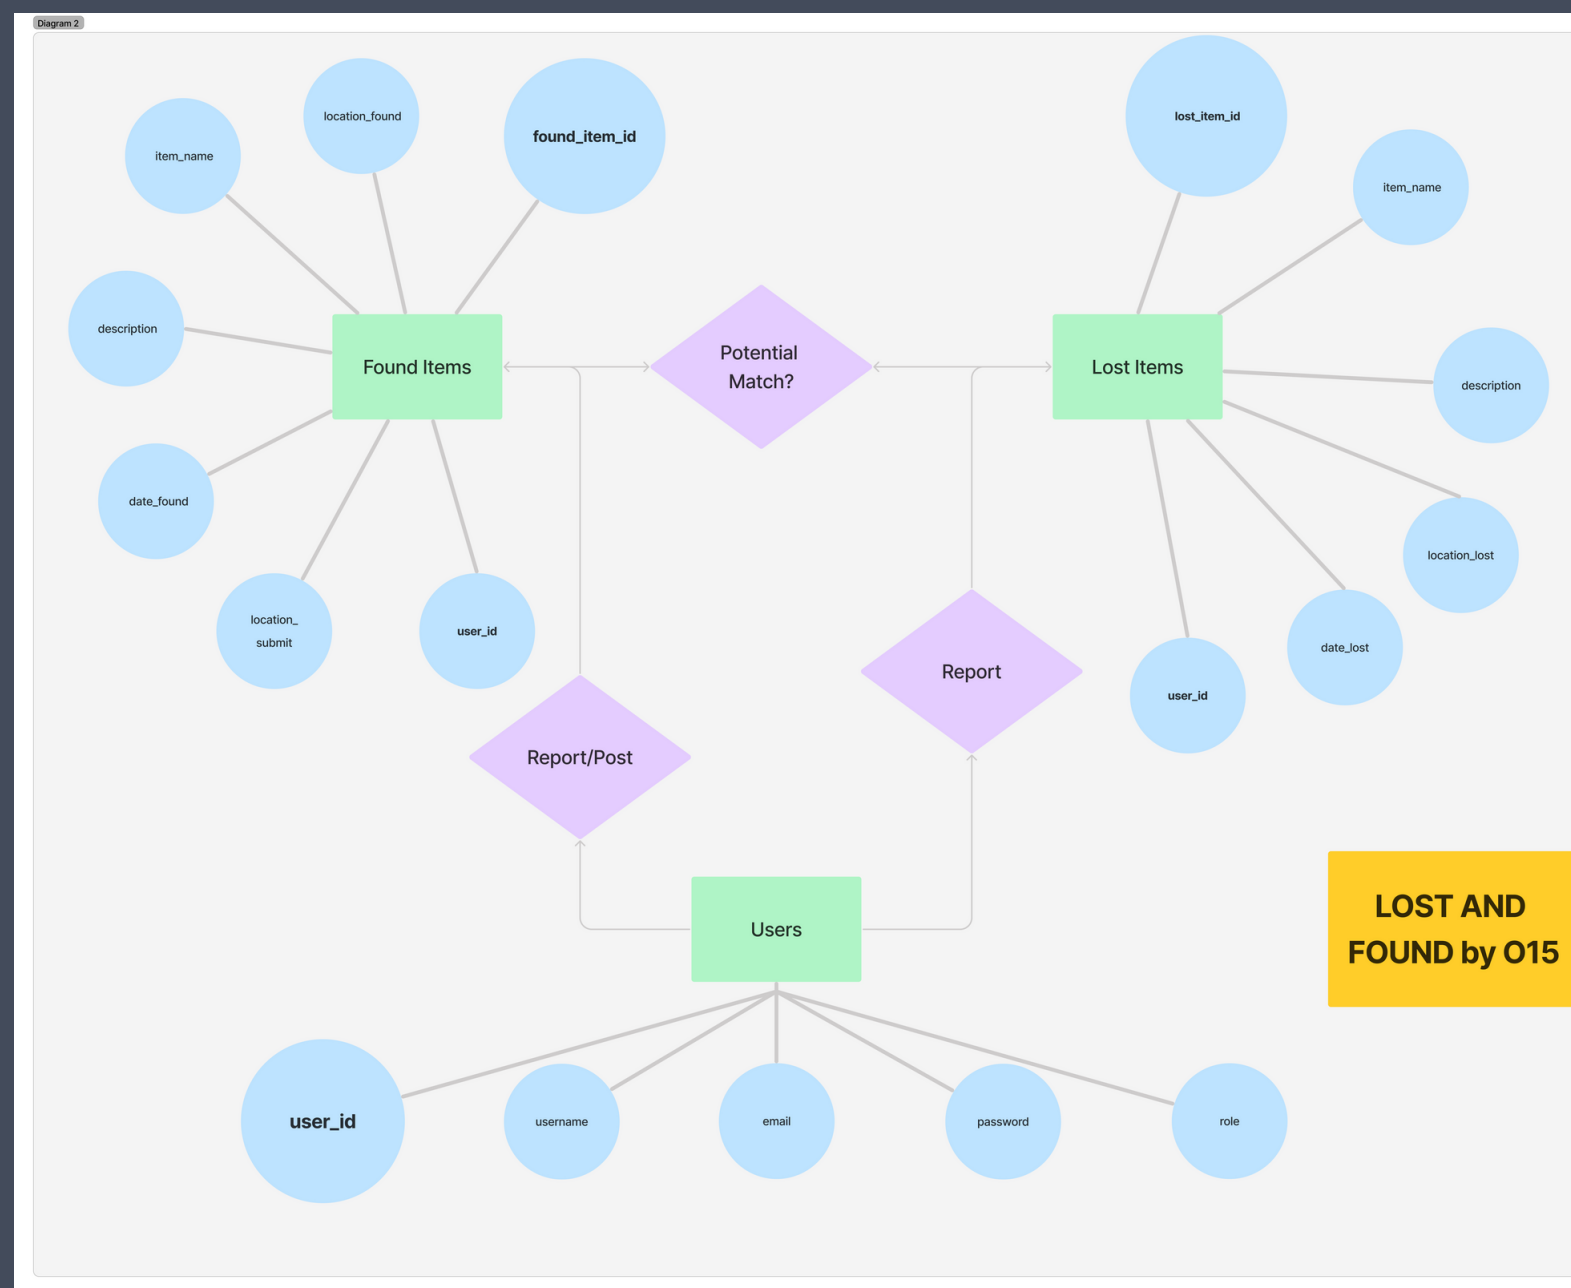 Diagram 2
location_found
found_item_id
lost_item_id
item_name
item_name
description
Found Items
Potential
Match?
Lost Items
description
date_found
location_lost
location_
submit
user_id
date_lost
Report
user_id
Report/Post
LOST AND
FOUND by O15
Users
user_id
username
email
password
role